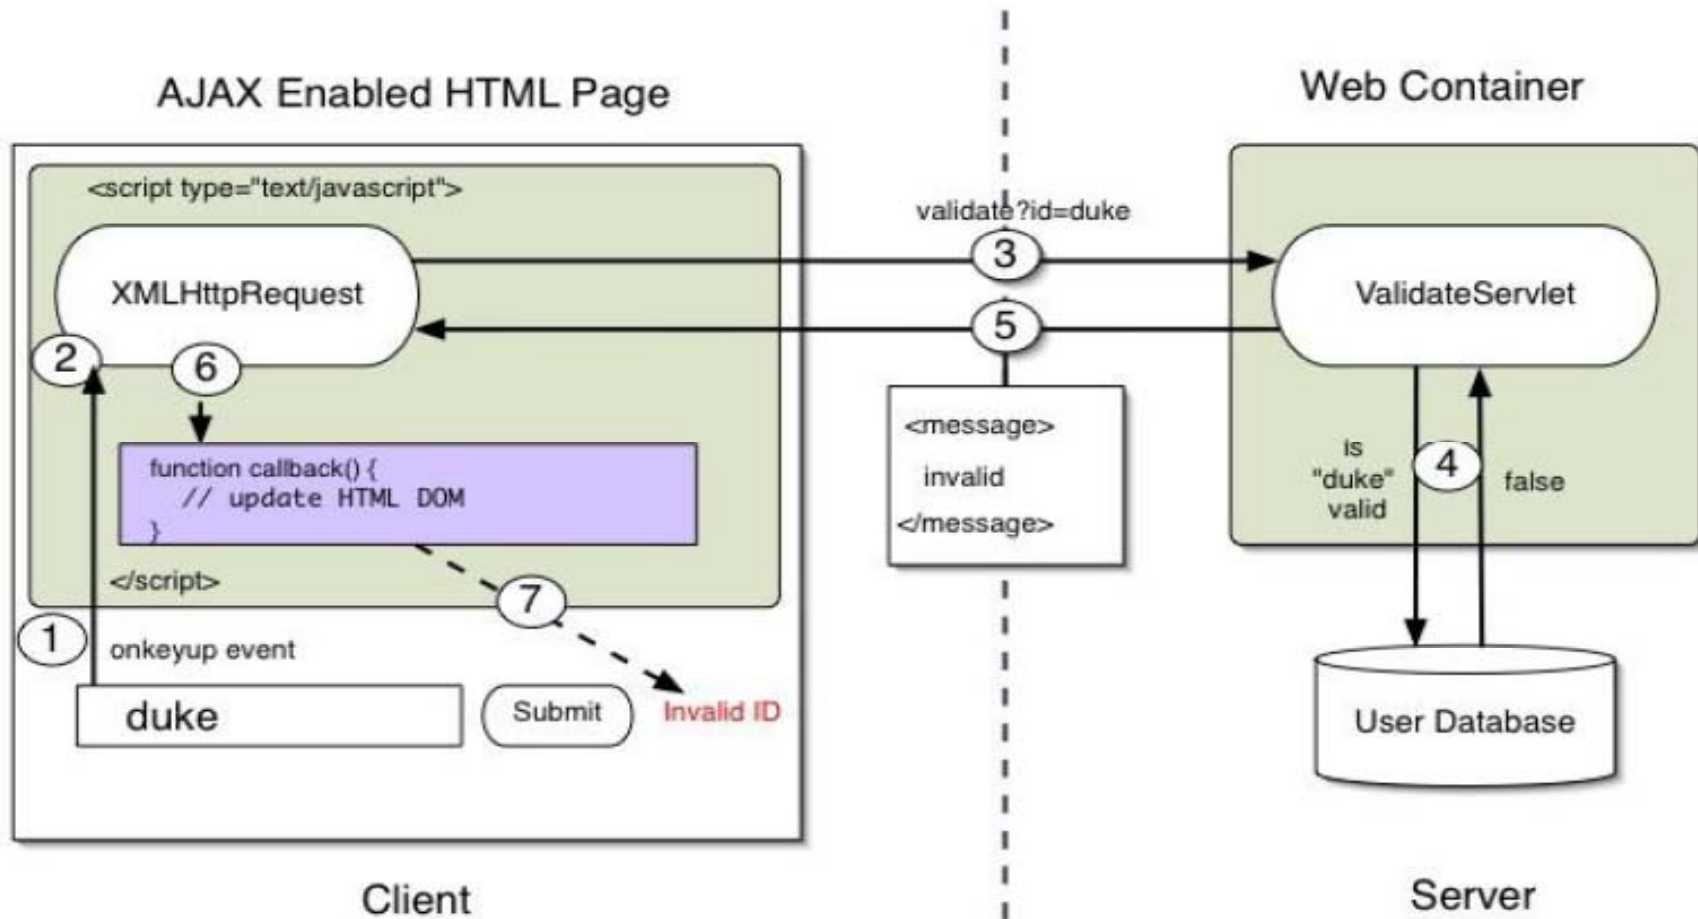 AJAX Enabled HTML Page
Web Container
<script type="text/javascript">
XMLHttpRequest
2
6
function callback() {
// update HTML DOM
}
</script>
7
1
onkeyup event
duke
Submit
Invalid ID
Client
validate?id=duke
3
5
<message>
invalid
</message>
ValidateServlet
is
"duke"
valid
4
false
User Database
Server